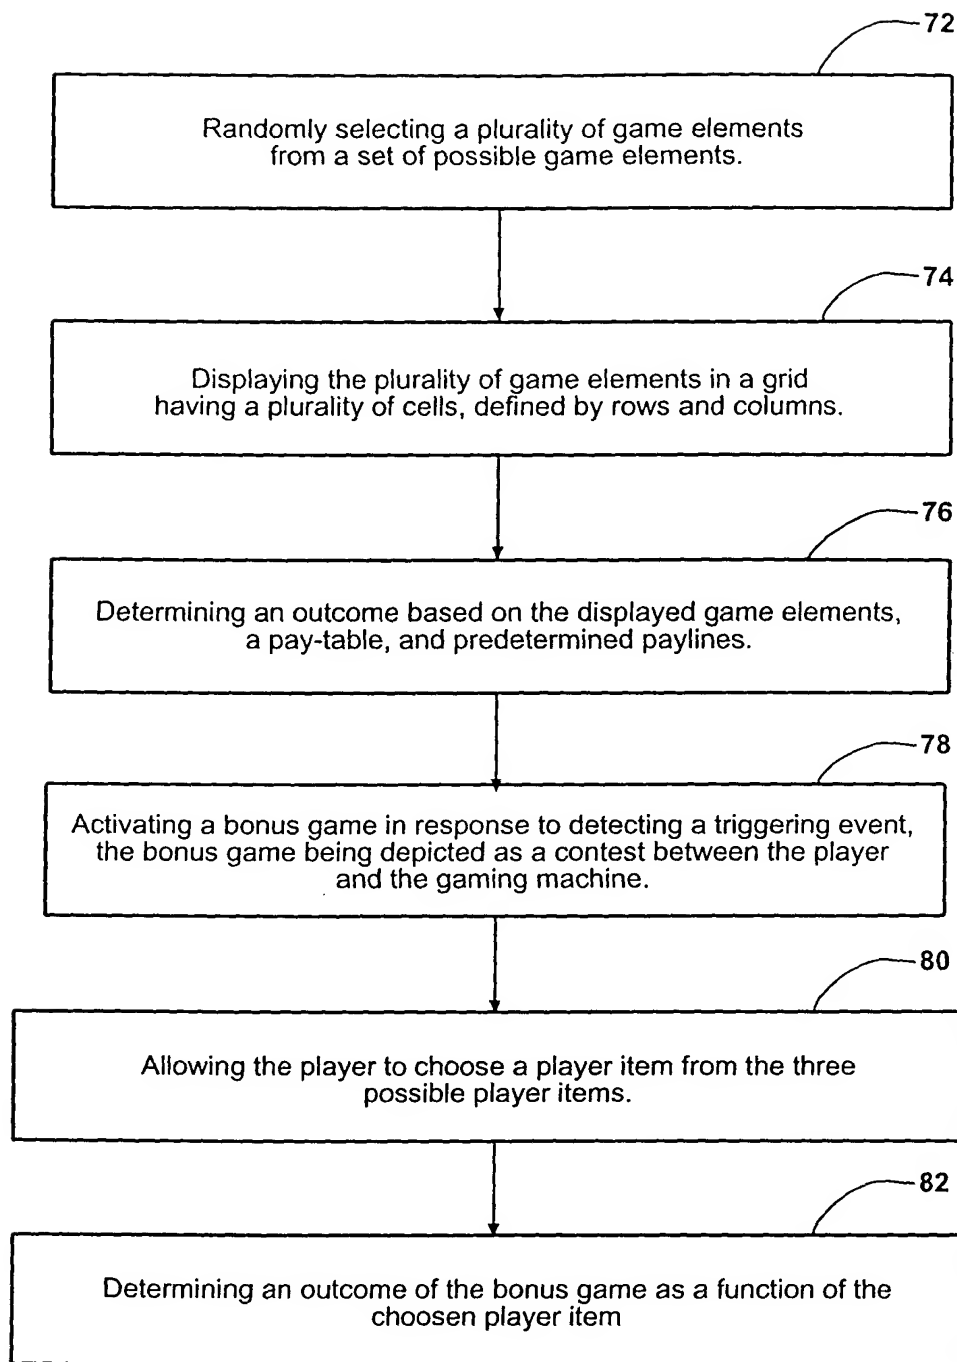 72
Randomly selecting a plurality of game elements
from a set of possible game elements.
74
Displaying the plurality of game elements in a grid
having a plurality of cells, defined by rows and columns.
76
Determining an outcome based on the displayed game elements,
a pay-table, and predetermined paylines.
78
Activating a bonus game in response to detecting a triggering event,
the bonus game being depicted as a contest between the player
and the gaming machine.
80
Allowing the player to choose a player item from the three
possible player items.
82
Determining an outcome of the bonus game as a function of the
choosen player item